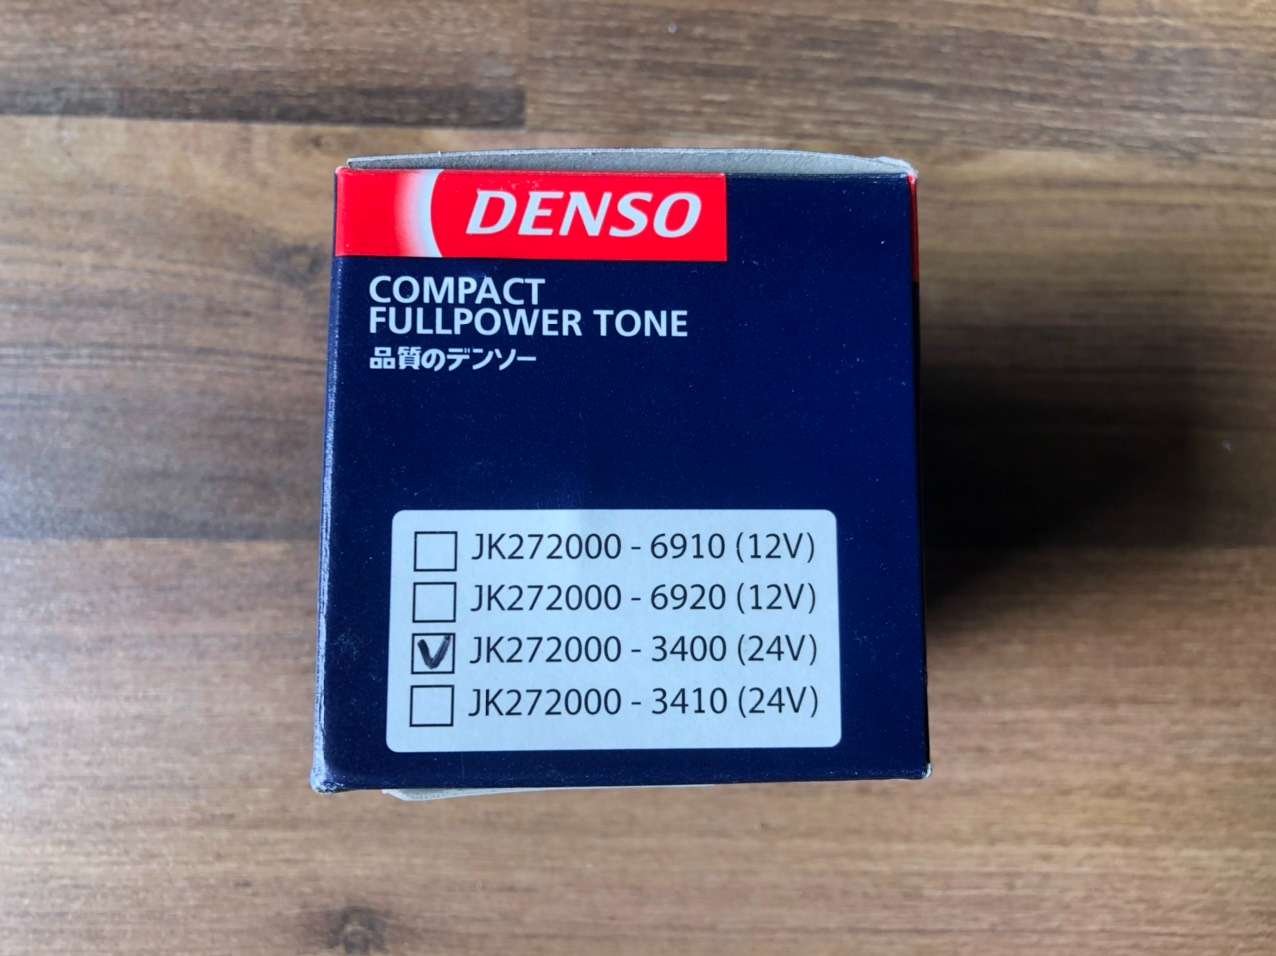 DENSO
COMPACT
FULLPOWER TONE
品質のデンソー
JK272000 - 6910 (12V)
JK272000 - 6920 (12V)
JK272000 - 3400 (24V)
JK272000 - 3410 (24V)